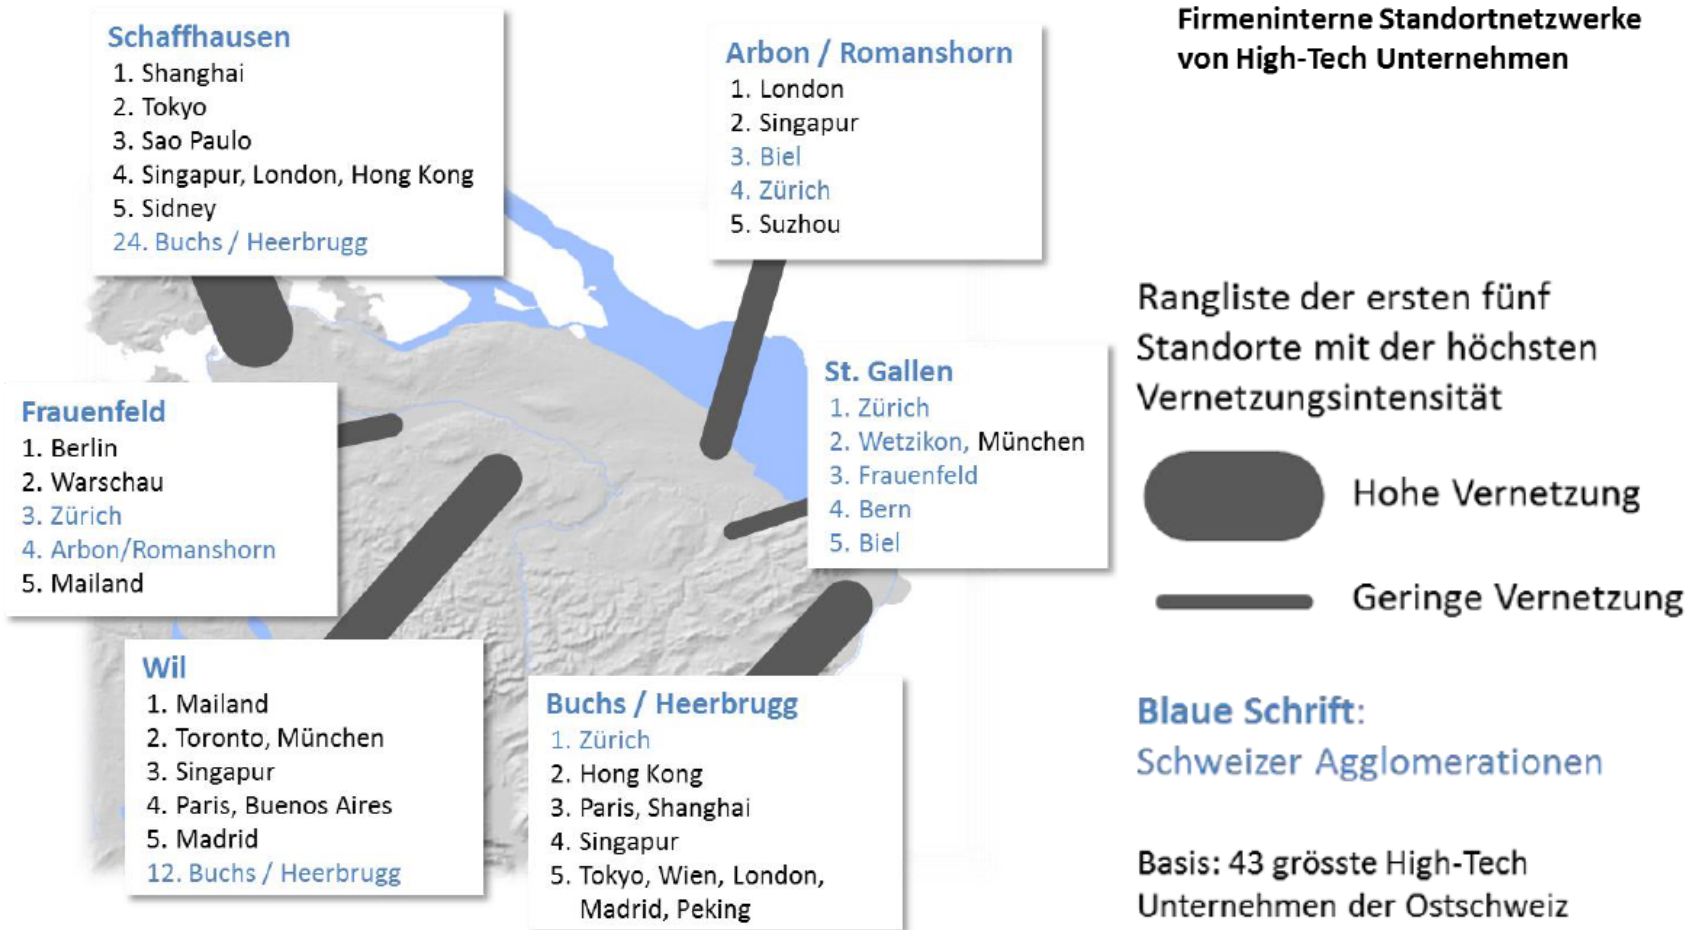 Firmeninterne Standortnetzwerke
von High-Tech Unternehmen
Schaffhausen
1. Shanghai
2. Tokyo
3. Sao Paulo
4. Singapur, London, Hong Kong
5. Sidney
24. Buchs / Heerbrugg
Arbon / Romanshorn
1. London
2. Singapur
3. Biel
4. Zürich
5. Suzhou
Frauenfeld
1. Berlin
2. Warschau
3. Zürich
4. Arbon/Romanshorn
5. Mailand
St. Gallen
1. Zürich
2. Wetzikon, München
3. Frauenfeld
4. Bern
5. Biel
Wil
1. Mailand
2. Toronto, München
3. Singapur
4. Paris, Buenos Aires
5. Madrid
12. Buchs / Heerbrugg
Buchs / Heerbrugg
1. Zürich
2. Hong Kong
3. Paris, Shanghai
4. Singapur
5. Tokyo, Wien, London,
Madrid, Peking
Rangliste der ersten fünf
Standorte mit der höchsten
Vernetzungsintensität
Hohe Vernetzung
Geringe Vernetzung
Blaue Schrift:
Schweizer Agglomerationen
Basis: 43 grösste High-Tech
Unternehmen der Ostschweiz